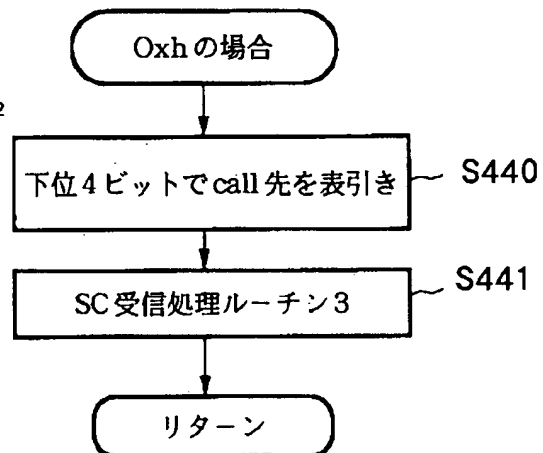 Oxhの場合
2
下位4ビットでcall先を表引き
S440
SC受信処理ルーチン3
S441
リターン